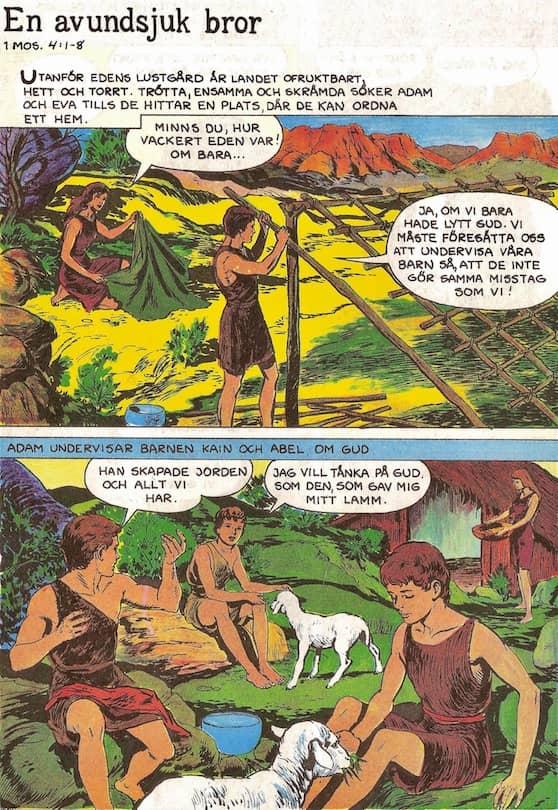 En avundsjuk bror
1 MOS. 4:1-8
UTANFÖR EDENS LUSTGÅRD ÄR LANDET OFRUKTBART,
HETT OCH TORRT. TRÖTTA, ENSAMMA OCH SKRÄMDA SÖKER ADAM
OCH EVA TILLS DE HITTAR EN PLATS, DÄR DE KAN ORDNA
ETT HEM.
MINNS DU, HUR
VACKERT EDEN VAR!
OM BARA...
JA, OM VI BARA
HADE LYTT GUD. VI
MÅSTE FÖRESÄTTA OSS
ATT UNDERVISA VÅRA
BARN SÅ, ATT DE INTE
GÖR SAMMA MISSTAG
SOM VI!
ADAM UNDERVISAR BARNEN KAIN OCH ABEL OM GUD
HAN SKAPADE JORDEN
OCH ALLT VI
HAR.
JAG VILL TÄNKA PÅ GUD.
SOM DEN, SOM GAV MIG
MITT LAMM.